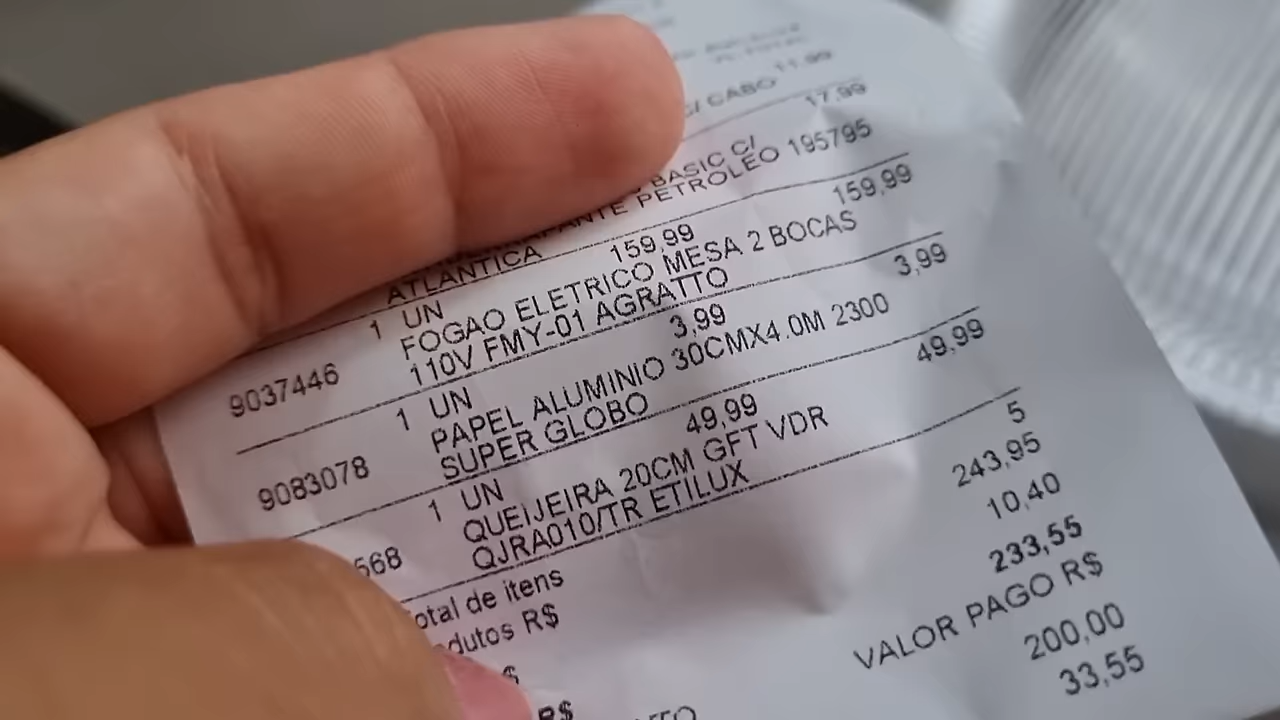 11,99
C/ CABO
17,99
BASIC C/
PETROLEO 195795
ATLANTICA
159,99
1 UN 159,99
FOGAO ELETRICO MESA 2 BOCAS
9037446 110V FMY-01 AGRATTO
3,99
1 UN 3,99
PAPEL ALUMINIO 30CMX4.0M 2300
9083078 SUPER GLOBO
49,99
1 UN 49,99
QUEIJEIRA 20CM GFT VDR
568 QJRA010/TR ETILUX
otal de itens 5
dutos R$ 243,95
$ 10,40
R$ 233,55
VALOR PAGO R$
200,00
33,55